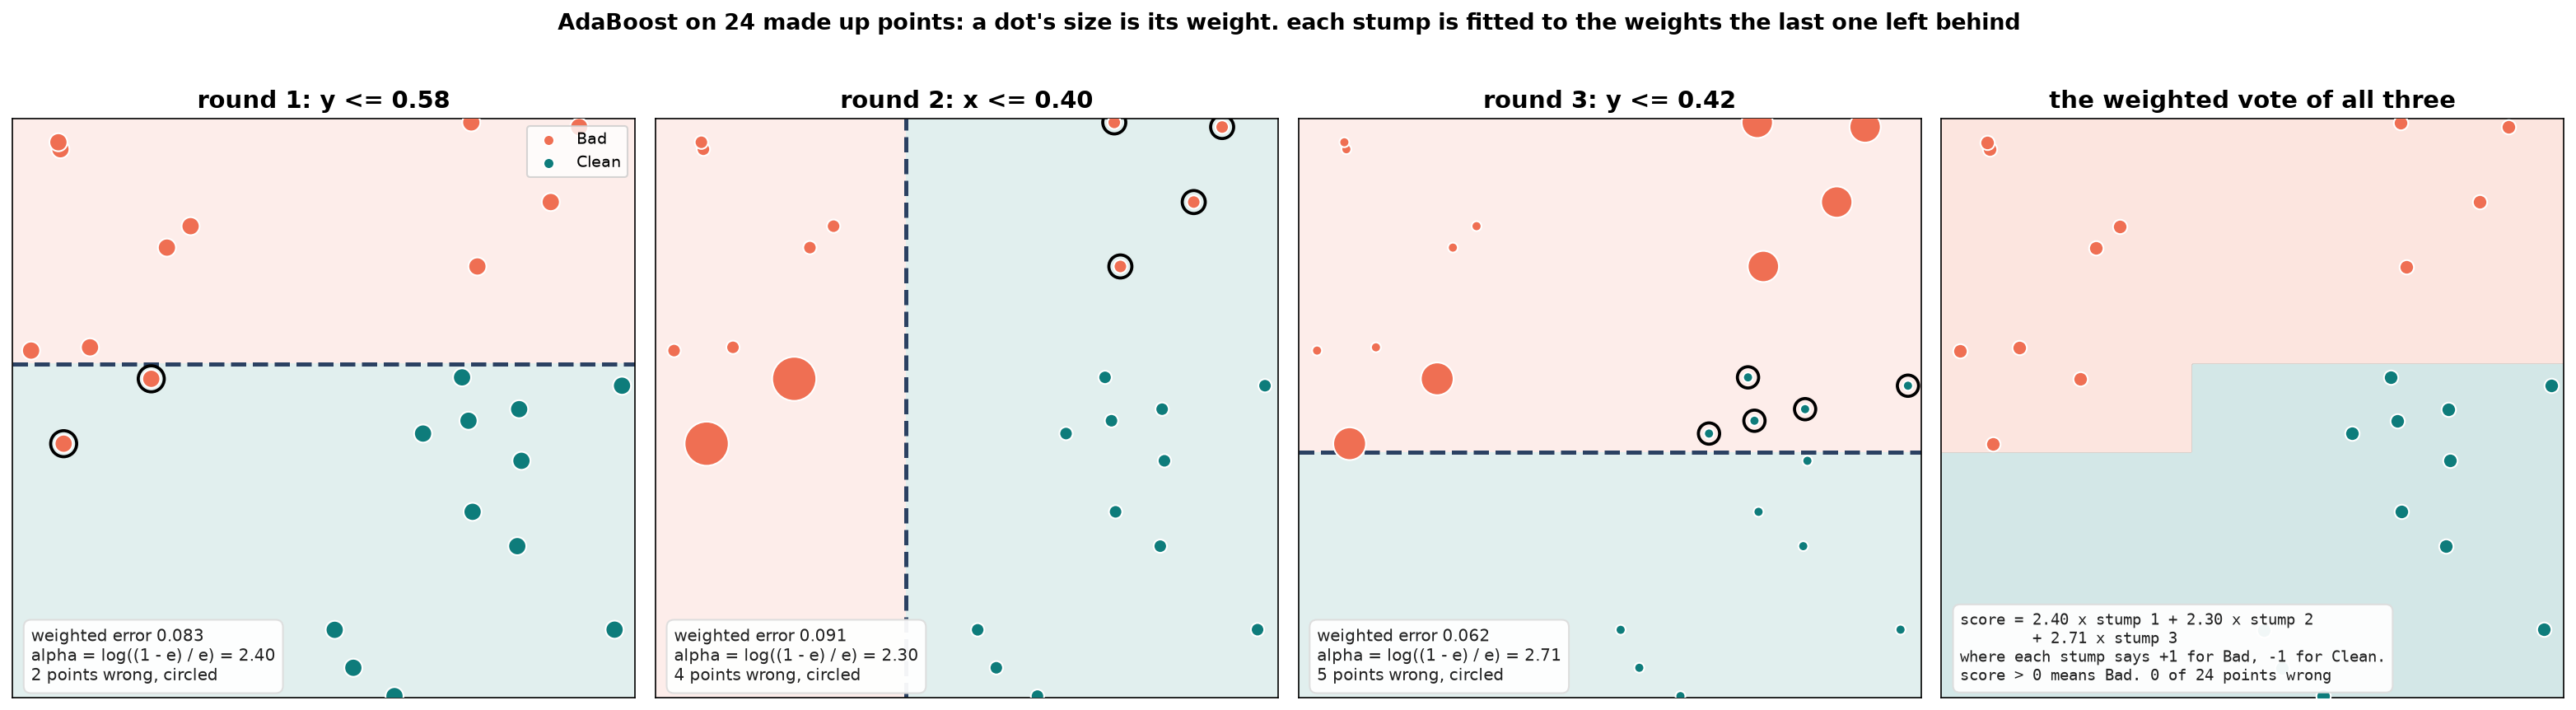 AdaBoost on 24 made up points: a dot's size is its weight. each stump is fitted to the weights the last one left behind
round 1: y <= 0.58
Bad
Clean
weighted error 0.083
alpha = log((1 - e) / e) = 2.40
2 points wrong, circled
round 2: x <= 0.40
weighted error 0.091
alpha = log((1 - e) / e) = 2.30
4 points wrong, circled
round 3: y <= 0.42
weighted error 0.062
alpha = log((1 - e) / e) = 2.71
5 points wrong, circled
the weighted vote of all three
score = 2.40 x stump 1 + 2.30 x stump 2
+ 2.71 x stump 3
where each stump says +1 for Bad, -1 for Clean.
score > 0 means Bad. 0 of 24 points wrong